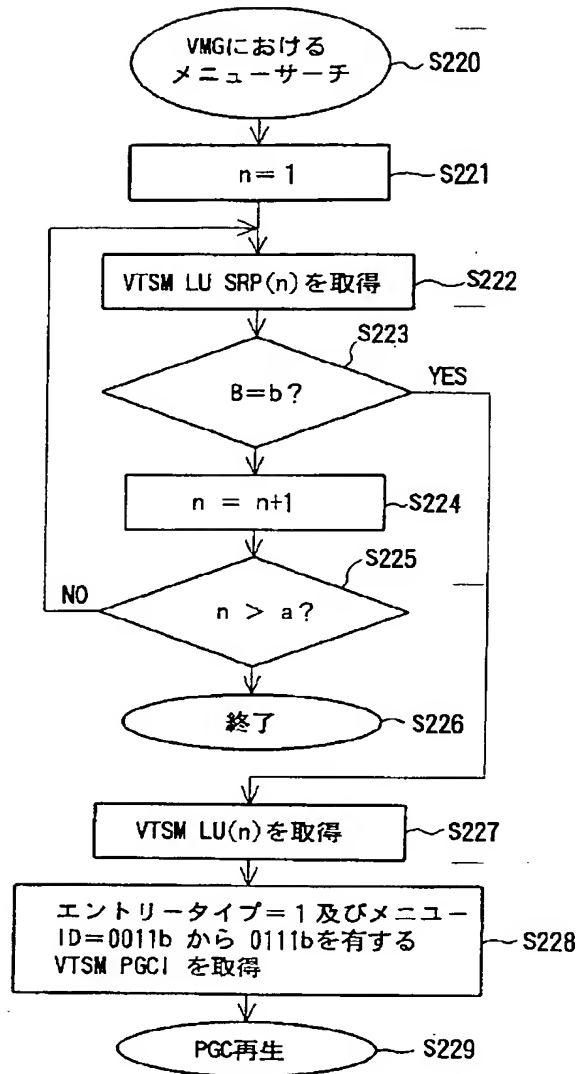 VMGにおける
メニューサーチ
S220
n= 1
S221
VTSM LU SRP(n)を取得
S222
S223
B=b?
YES
n = n+1
S224
S225
NO
n > a?
終了
S226
VTSM LU(n)を取得
S227
エントリータイプ=1 及びメニュー
ID=0011b から 0111bを有する
VTSM PGCI を取得
S228
PGC再生
S229